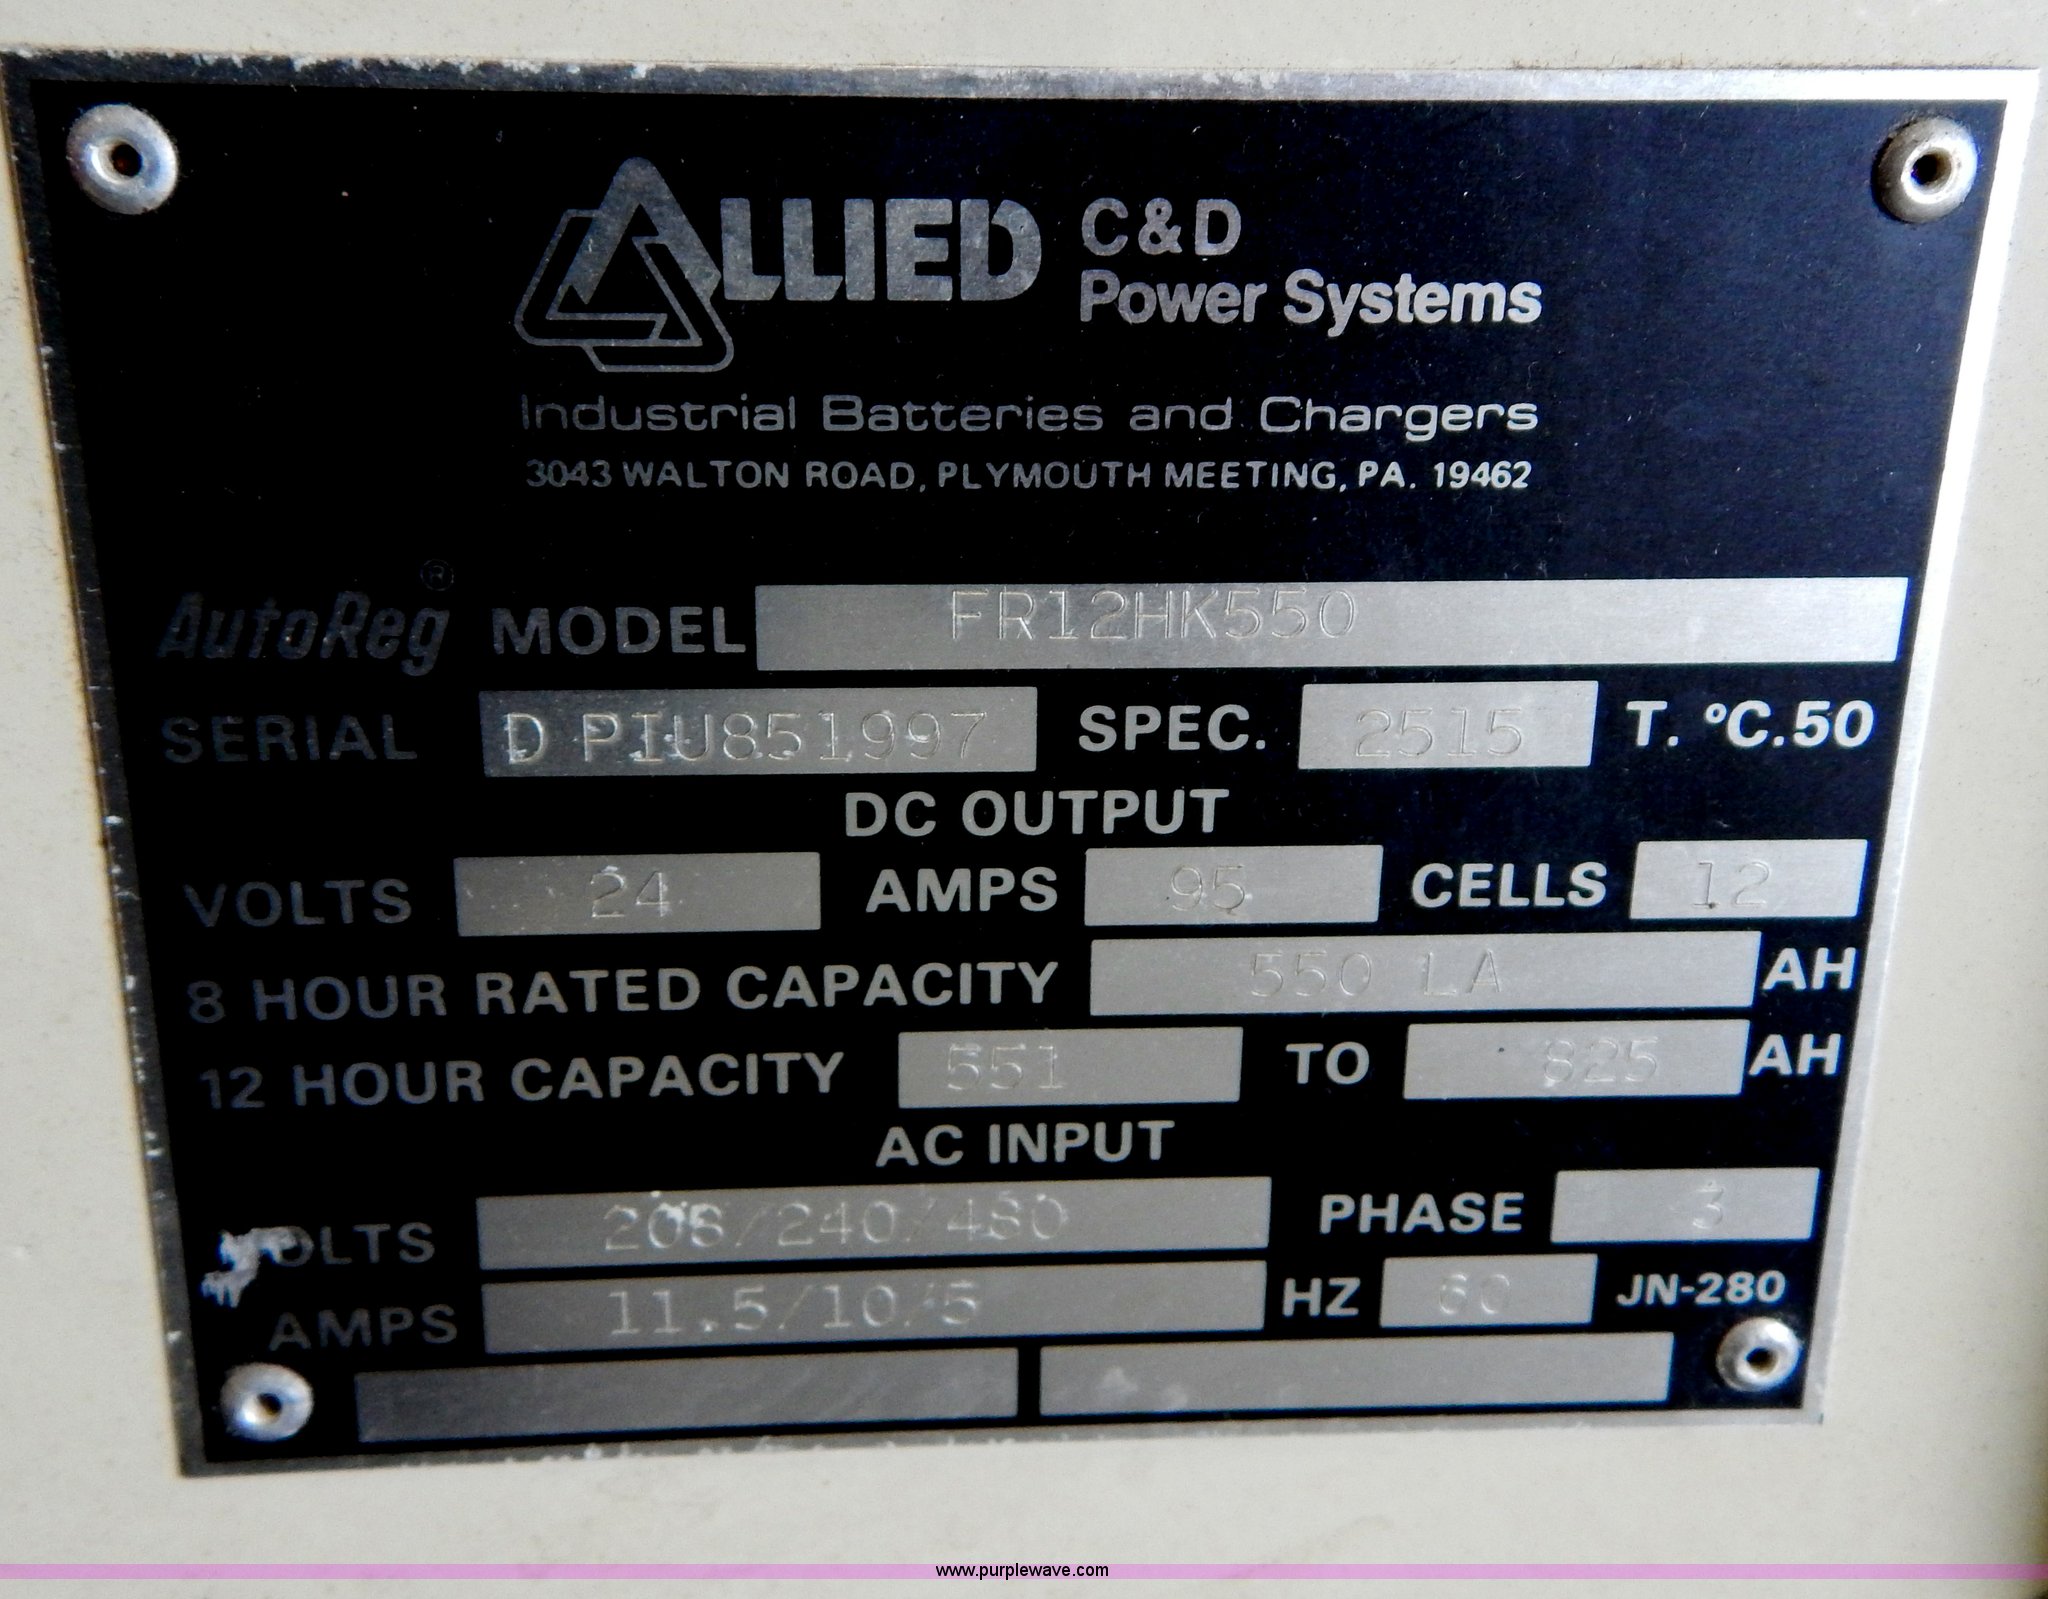 ALLIED C&D
Power Systems
Industrial Batteries and Chargers
3043 WALTON ROAD, PLYMOUTH MEETING, PA. 19462
AutoReg® MODEL FR12HK550
SERIAL D PIU851997 SPEC. 2515 T. °C.50
DC OUTPUT
VOLTS 24 AMPS 95 CELLS 12
8 HOUR RATED CAPACITY 550 LA AH
12 HOUR CAPACITY 551 TO 825 AH
AC INPUT
VOLTS 208/240/480 PHASE 3
AMPS 11.5/10/5 HZ 60 JN-280
www.purplewave.com